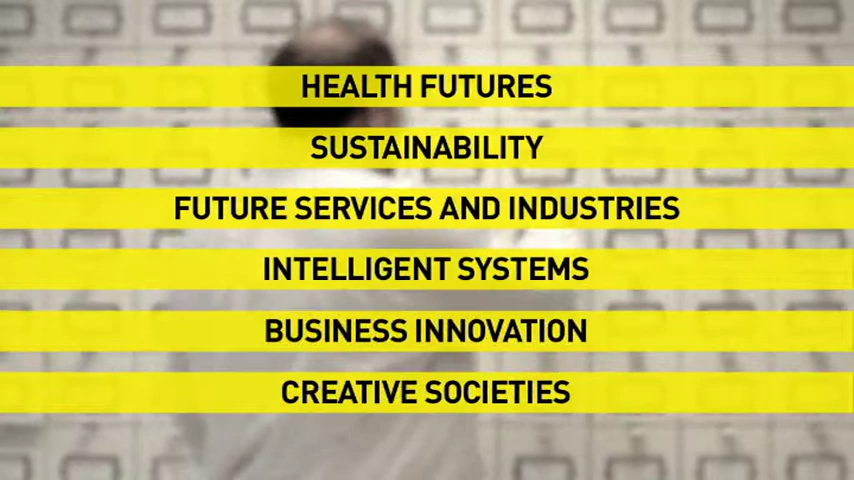 HEALTH FUTURES
SUSTAINABILITY
FUTURE SERVICES AND INDUSTRIES
INTELLIGENT SYSTEMS
BUSINESS INNOVATION
CREATIVE SOCIETIES